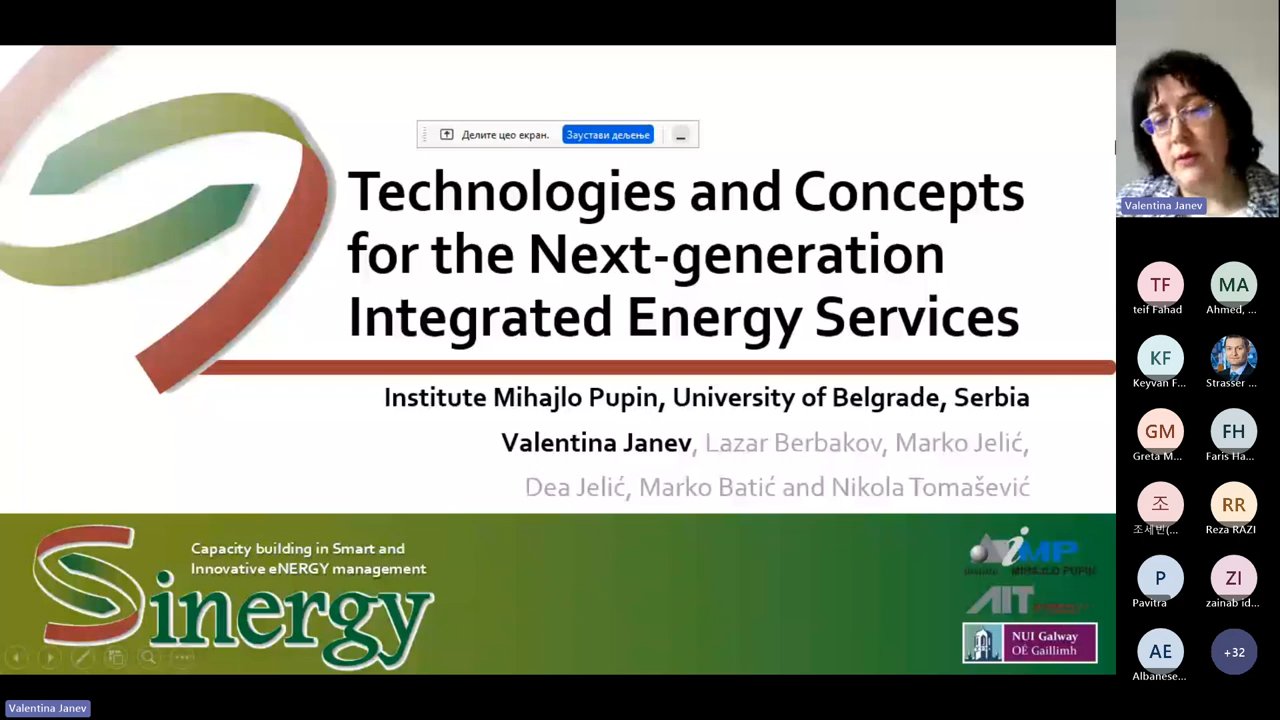 Делите цео екран.
Заустави дељење
Technologies and Concepts
for the Next-generation
Integrated Energy Services
Institute Mihajlo Pupin, University of Belgrade, Serbia
Valentina Janev, Lazar Berbakov, Marko Jelić,
Dea Jelić, Marko Batić and Nikola Tomašević
Capacity building in Smart and
Innovative eNERGY management
Sinergy
iMP
institute MIHAJLO PUPIN
AIT
NUI Galway
OÉ Gaillimh
Valentina Janev
Valentina Janev
TF
teif Fahad
MA
Ahmed, ...
KF
Keyvan F...
Strasser ...
GM
Greta M...
FH
Faris Ha...
조
조세빈(...
RR
Reza RAZI
P
Pavitra
ZI
zainab id...
AE
Albanese...
+32